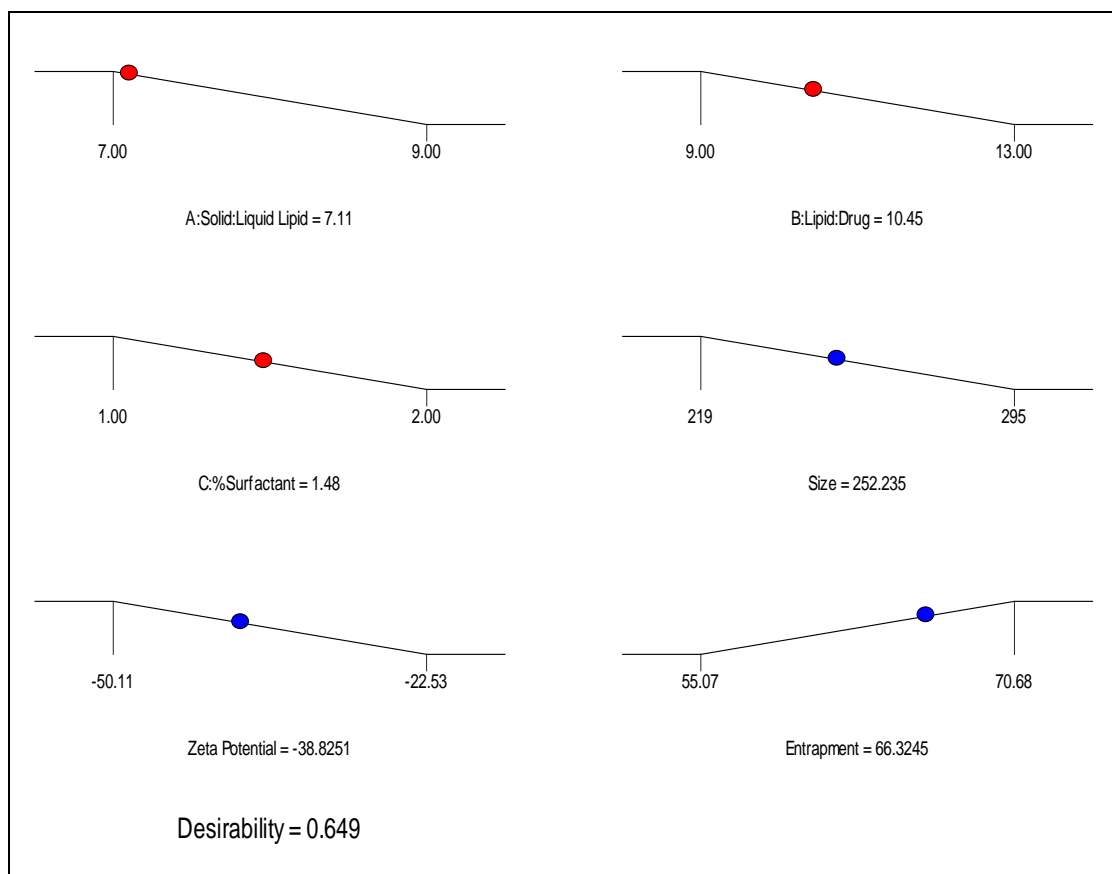 7.00 9.00
A:Solid:Liquid Lipid = 7.11
9.00 13.00
B:Lipid:Drug = 10.45
1.00 2.00
C:%Surfactant = 1.48
219 295
Size = 252.235
-50.11 -22.53
Zeta Potential = -38.8251
55.07 70.68
Entrapment = 66.3245
Desirability = 0.649